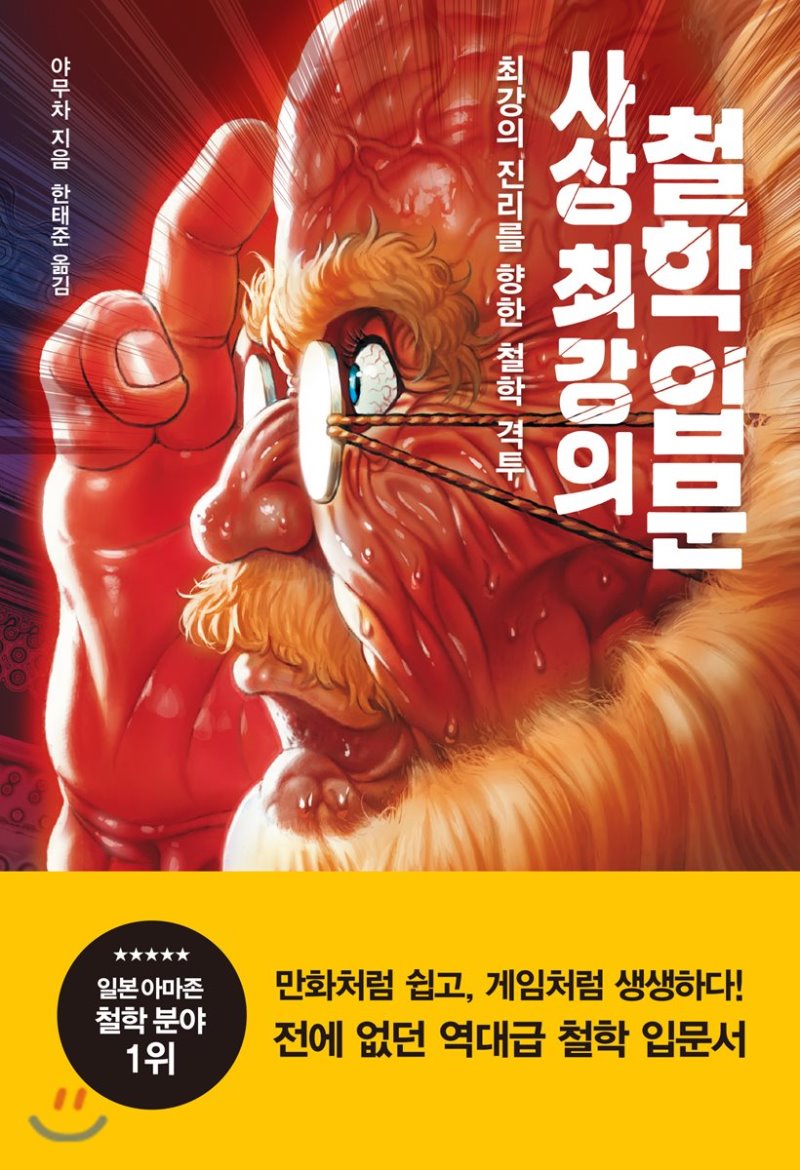 사상 최강의
철학 입문
최강의 진리를 향한 철학 격투
야무차 지음 한태준 옮김
★★★★★
일본 아마존
철학 분야
1위
만화처럼 쉽고, 게임처럼 생생하다!
전에 없던 역대급 철학 입문서